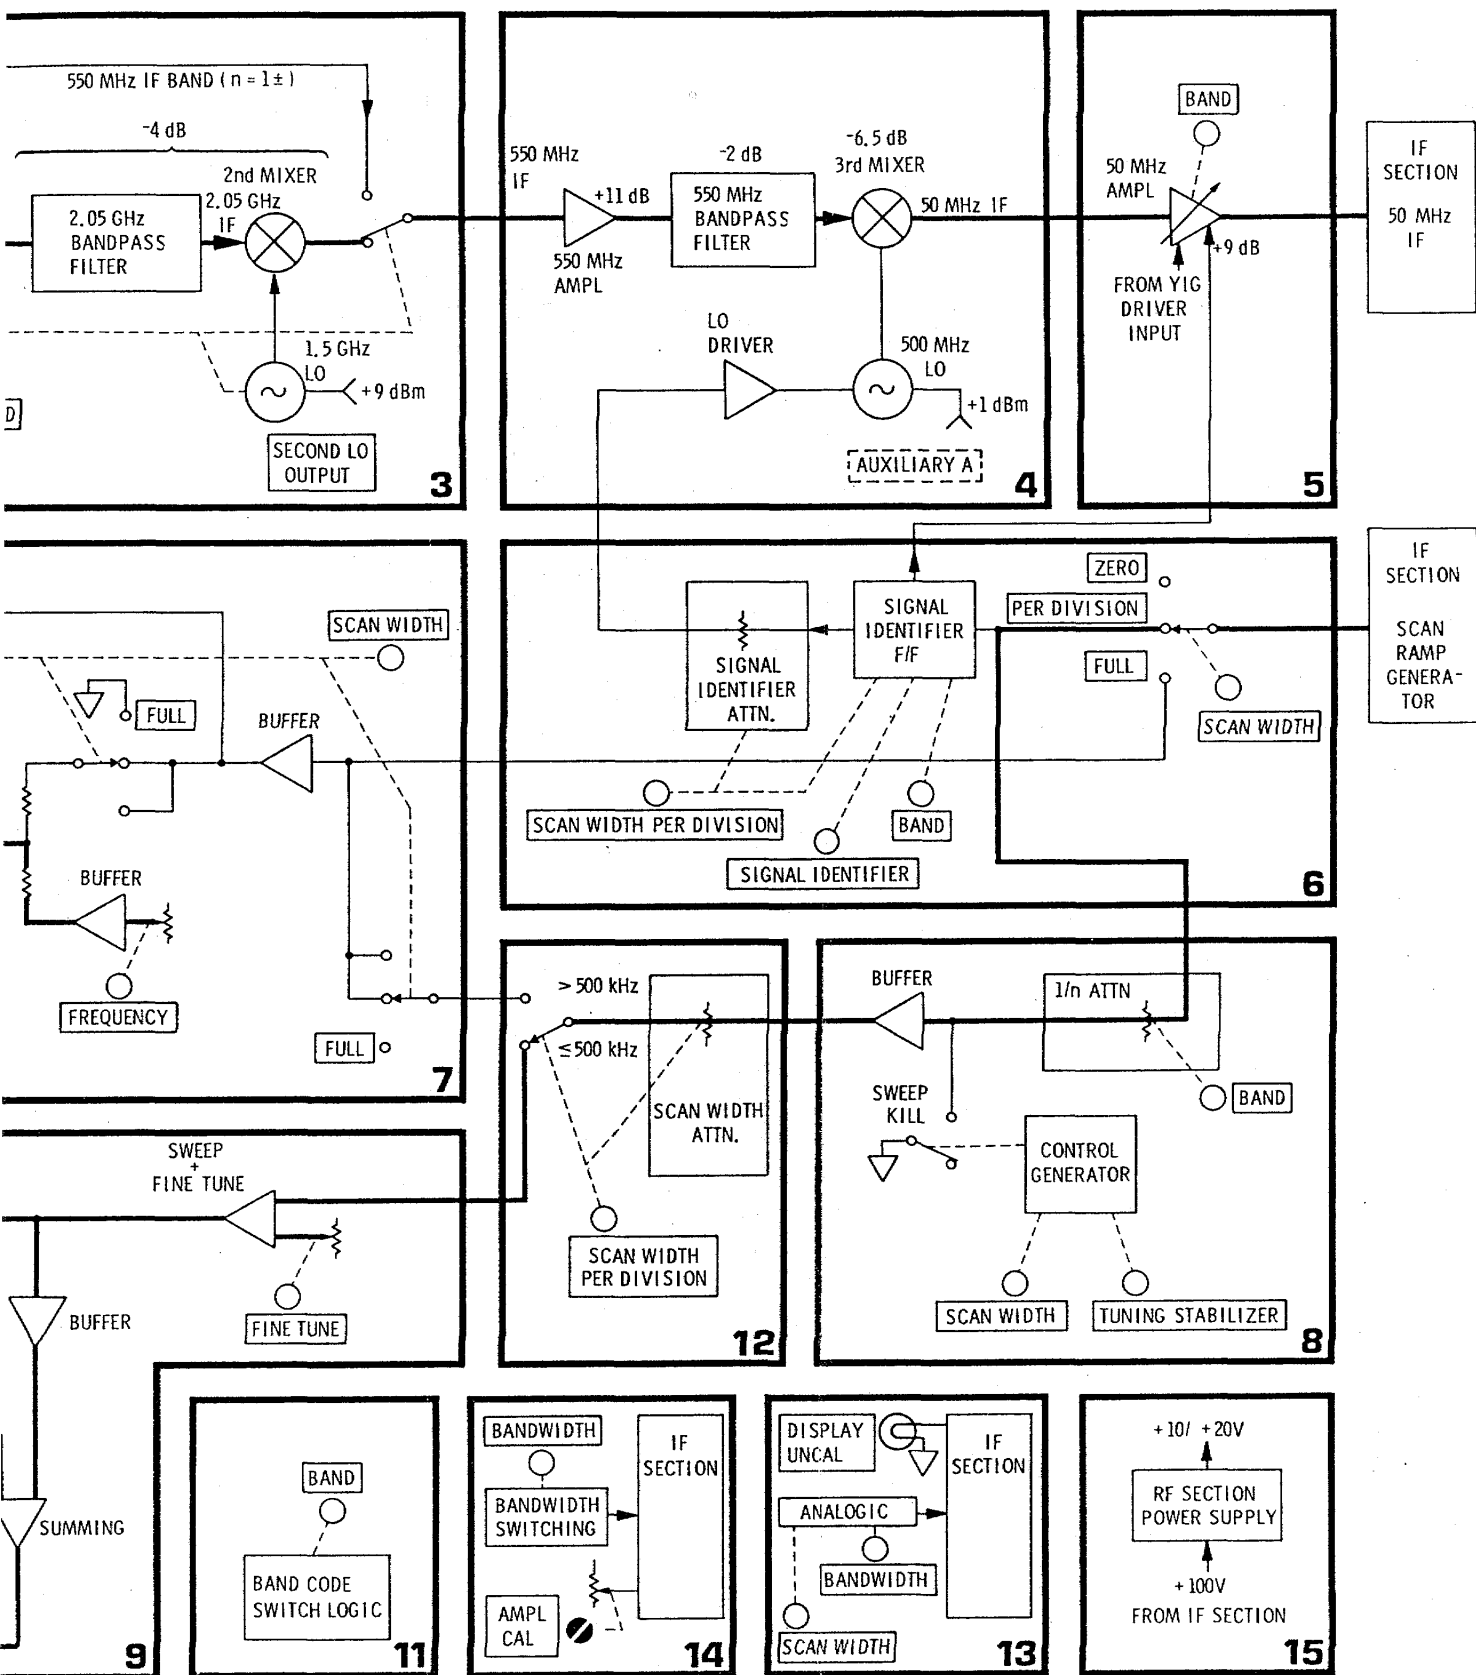 550 MHz IF BAND ( n = 1± )
-4 dB
2nd MIXER
2.05 GHz
IF
2.05 GHz
BANDPASS
FILTER
1.5 GHz
LO
+9 dBm
SECOND LO
OUTPUT
D
3
550 MHz
IF
+11 dB
550 MHz
AMPL
-2 dB
550 MHz
BANDPASS
FILTER
-6.5 dB
3rd MIXER
50 MHz IF
LO
DRIVER
500 MHz
LO
+1 dBm
AUXILIARY A
4
BAND
50 MHz
AMPL
+9 dB
FROM YIG
DRIVER
INPUT
5
IF
SECTION
50 MHz
IF
SCAN WIDTH
FULL
BUFFER
BUFFER
FREQUENCY
FULL
7
SIGNAL
IDENTIFIER
ATTN.
SIGNAL
IDENTIFIER
F/F
ZERO
PER DIVISION
FULL
SCAN WIDTH
SCAN WIDTH PER DIVISION
SIGNAL IDENTIFIER
BAND
6
IF
SECTION
SCAN
RAMP
GENERA-
TOR
> 500 kHz
≤500 kHz
SCAN WIDTH
ATTN.
SCAN WIDTH
PER DIVISION
12
BUFFER
1/n ATTN
SWEEP
KILL
BAND
CONTROL
GENERATOR
SCAN WIDTH
TUNING STABILIZER
8
SWEEP
+
FINE TUNE
BUFFER
FINE TUNE
SUMMING
9
BAND
BAND CODE
SWITCH LOGIC
11
BANDWIDTH
BANDWIDTH
SWITCHING
IF
SECTION
AMPL
CAL
14
DISPLAY
UNCAL
IF
SECTION
ANALOGIC
BANDWIDTH
SCAN WIDTH
13
+10/ +20V
RF SECTION
POWER SUPPLY
+100V
FROM IF SECTION
15